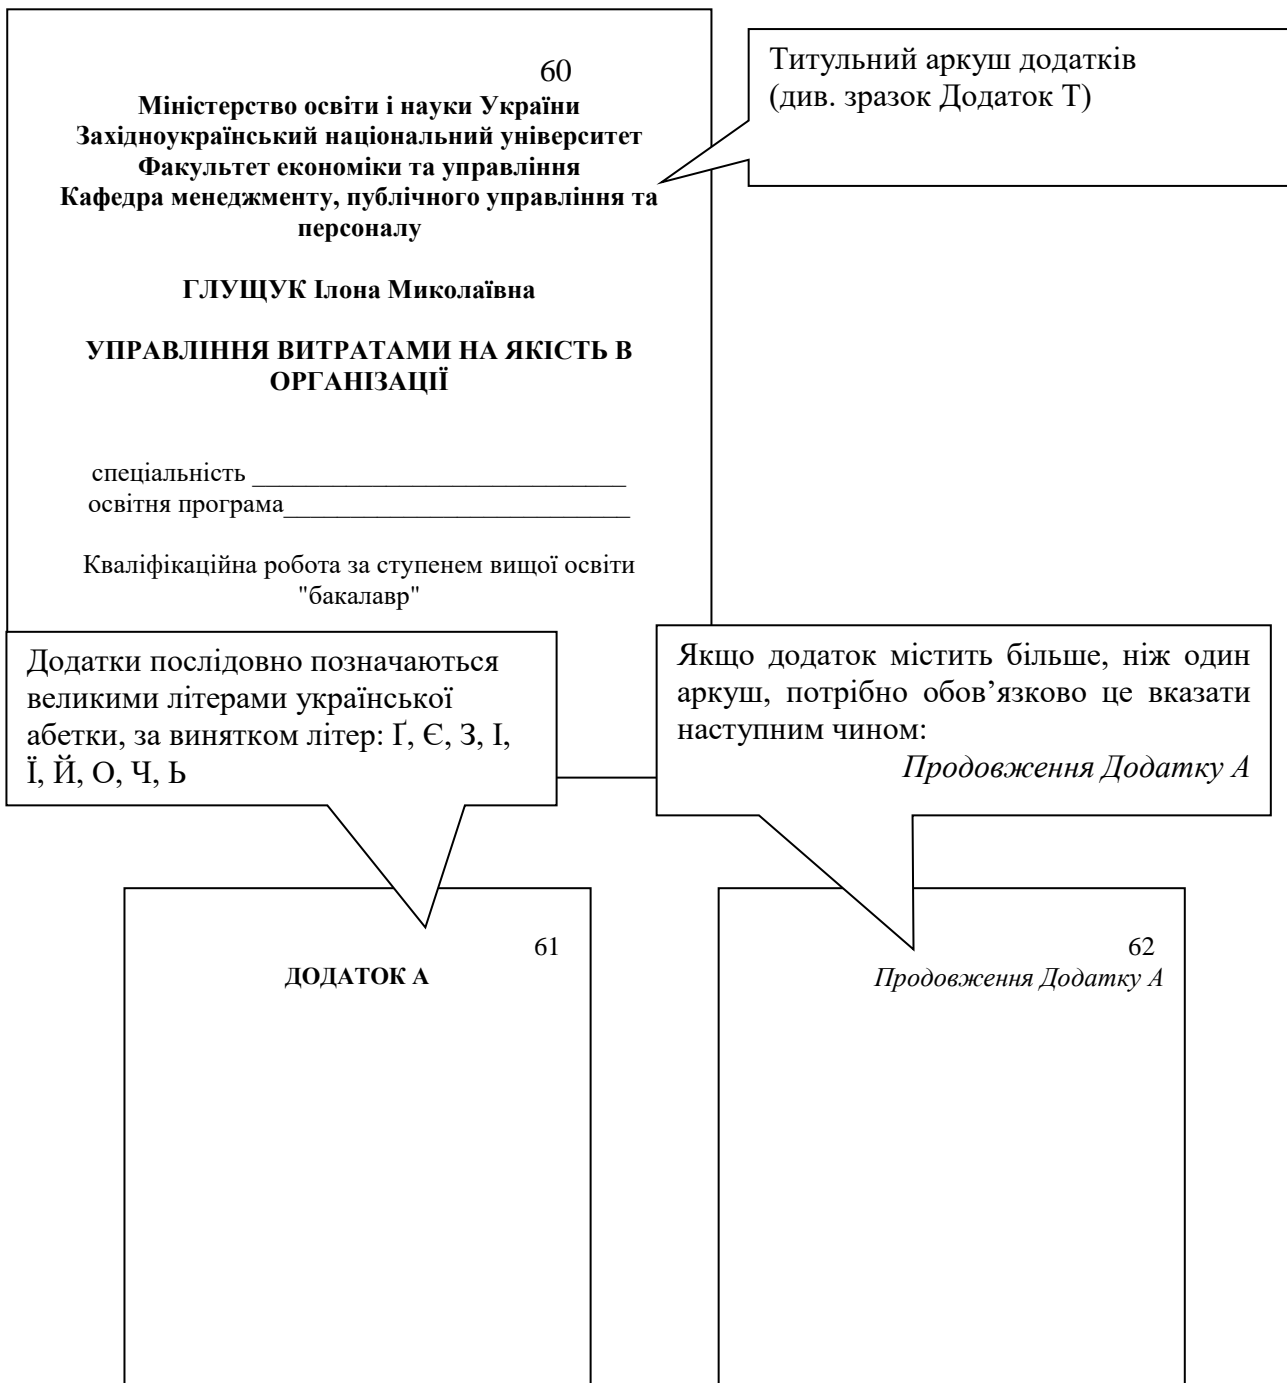 60
Міністерство освіти і науки України
Західноукраїнський національний університет
Факультет економіки та управління
Кафедра менеджменту, публічного управління та
персоналу
ГЛУЩУК Ілона Миколаївна
УПРАВЛІННЯ ВИТРАТАМИ НА ЯКІСТЬ В
ОРГАНІЗАЦІЇ
спеціальність ____________________________
освітня програма__________________________
Кваліфікаційна робота за ступенем вищої освіти
"бакалавр"
Титульний аркуш додатків
(див. зразок Додаток Т)
Додатки послідовно позначаються
великими літерами української
абетки, за винятком літер: Ґ, Є, З, І,
Ї, Й, О, Ч, Ь
Якщо додаток містить більше, ніж один
аркуш, потрібно обов’язково це вказати
наступним чином:
Продовження Додатку А
61
ДОДАТОК А
62
Продовження Додатку А